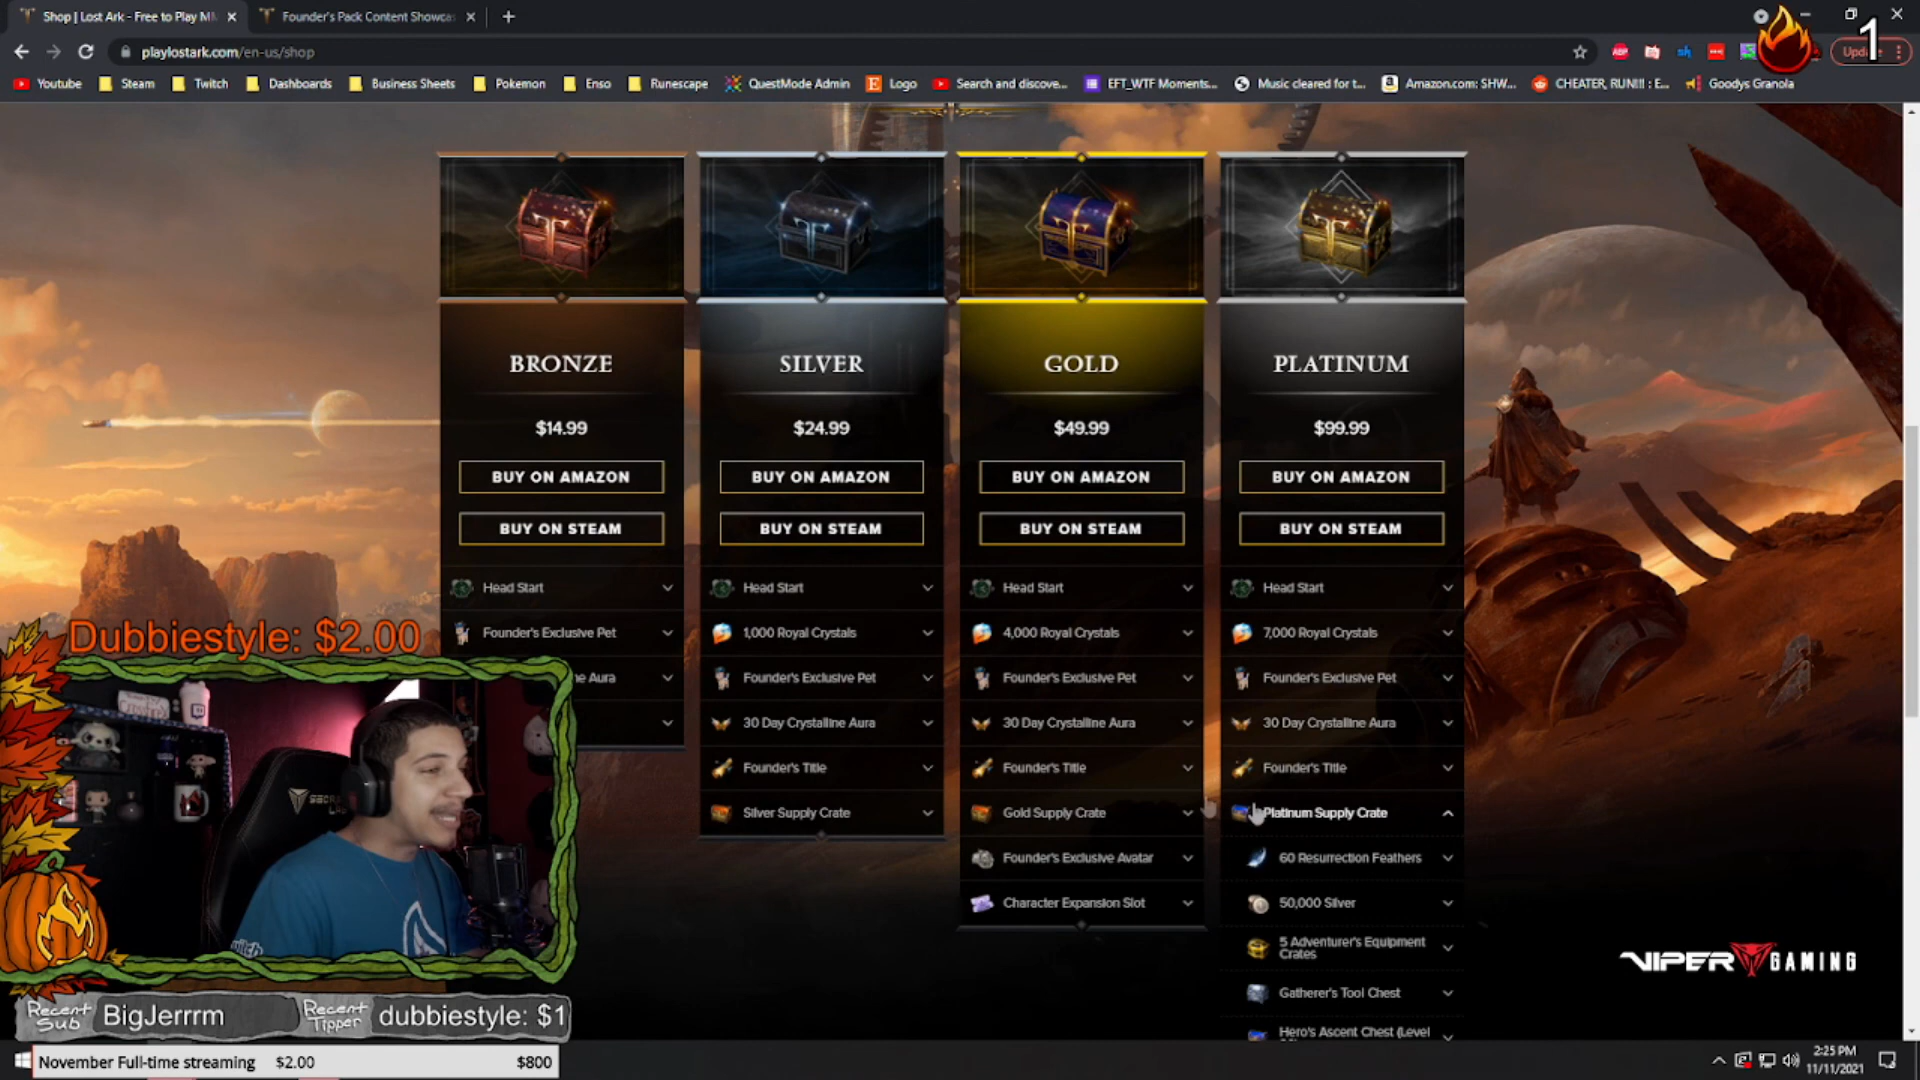 Shop | Lost Ark - Free to Play MM
Founder's Pack Content Showcas
1
playlostark.com/en-us/shop
Youtube
Steam
Twitch
Dashboards
Business Sheets
Pokemon
Enso
Runescape
QuestMode Admin
Logo
Search and discove...
EFT_WTF Moments...
Music cleared for t...
Amazon.com: SHW...
CHEATER, RUN!!! : E...
Goodys Granola
BRONZE
$14.99
BUY ON AMAZON
BUY ON STEAM
Head Start
Founder's Exclusive Pet
ne Aura
SILVER
$24.99
BUY ON AMAZON
BUY ON STEAM
Head Start
1,000 Royal Crystals
Founder's Exclusive Pet
30 Day Crystalline Aura
Founder's Title
Silver Supply Crate
GOLD
$49.99
BUY ON AMAZON
BUY ON STEAM
Head Start
4,000 Royal Crystals
Founder's Exclusive Pet
30 Day Crystalline Aura
Founder's Title
Gold Supply Crate
Founder's Exclusive Avatar
Character Expansion Slot
PLATINUM
$99.99
BUY ON AMAZON
BUY ON STEAM
Head Start
7,000 Royal Crystals
Founder's Exclusive Pet
30 Day Crystalline Aura
Founder's Title
Platinum Supply Crate
60 Resurrection Feathers
50,000 Silver
5 Adventurer's Equipment
Crates
Gatherer's Tool Chest
Hero's Ascent Chest (Level
Dubbiestyle: $2.00
VIPER GAMING
Recent Sub BigJerrrm
Recent Tipper dubbiestyle: $1
November Full-time streaming $2.00 $800
2:25 PM
11/11/2021